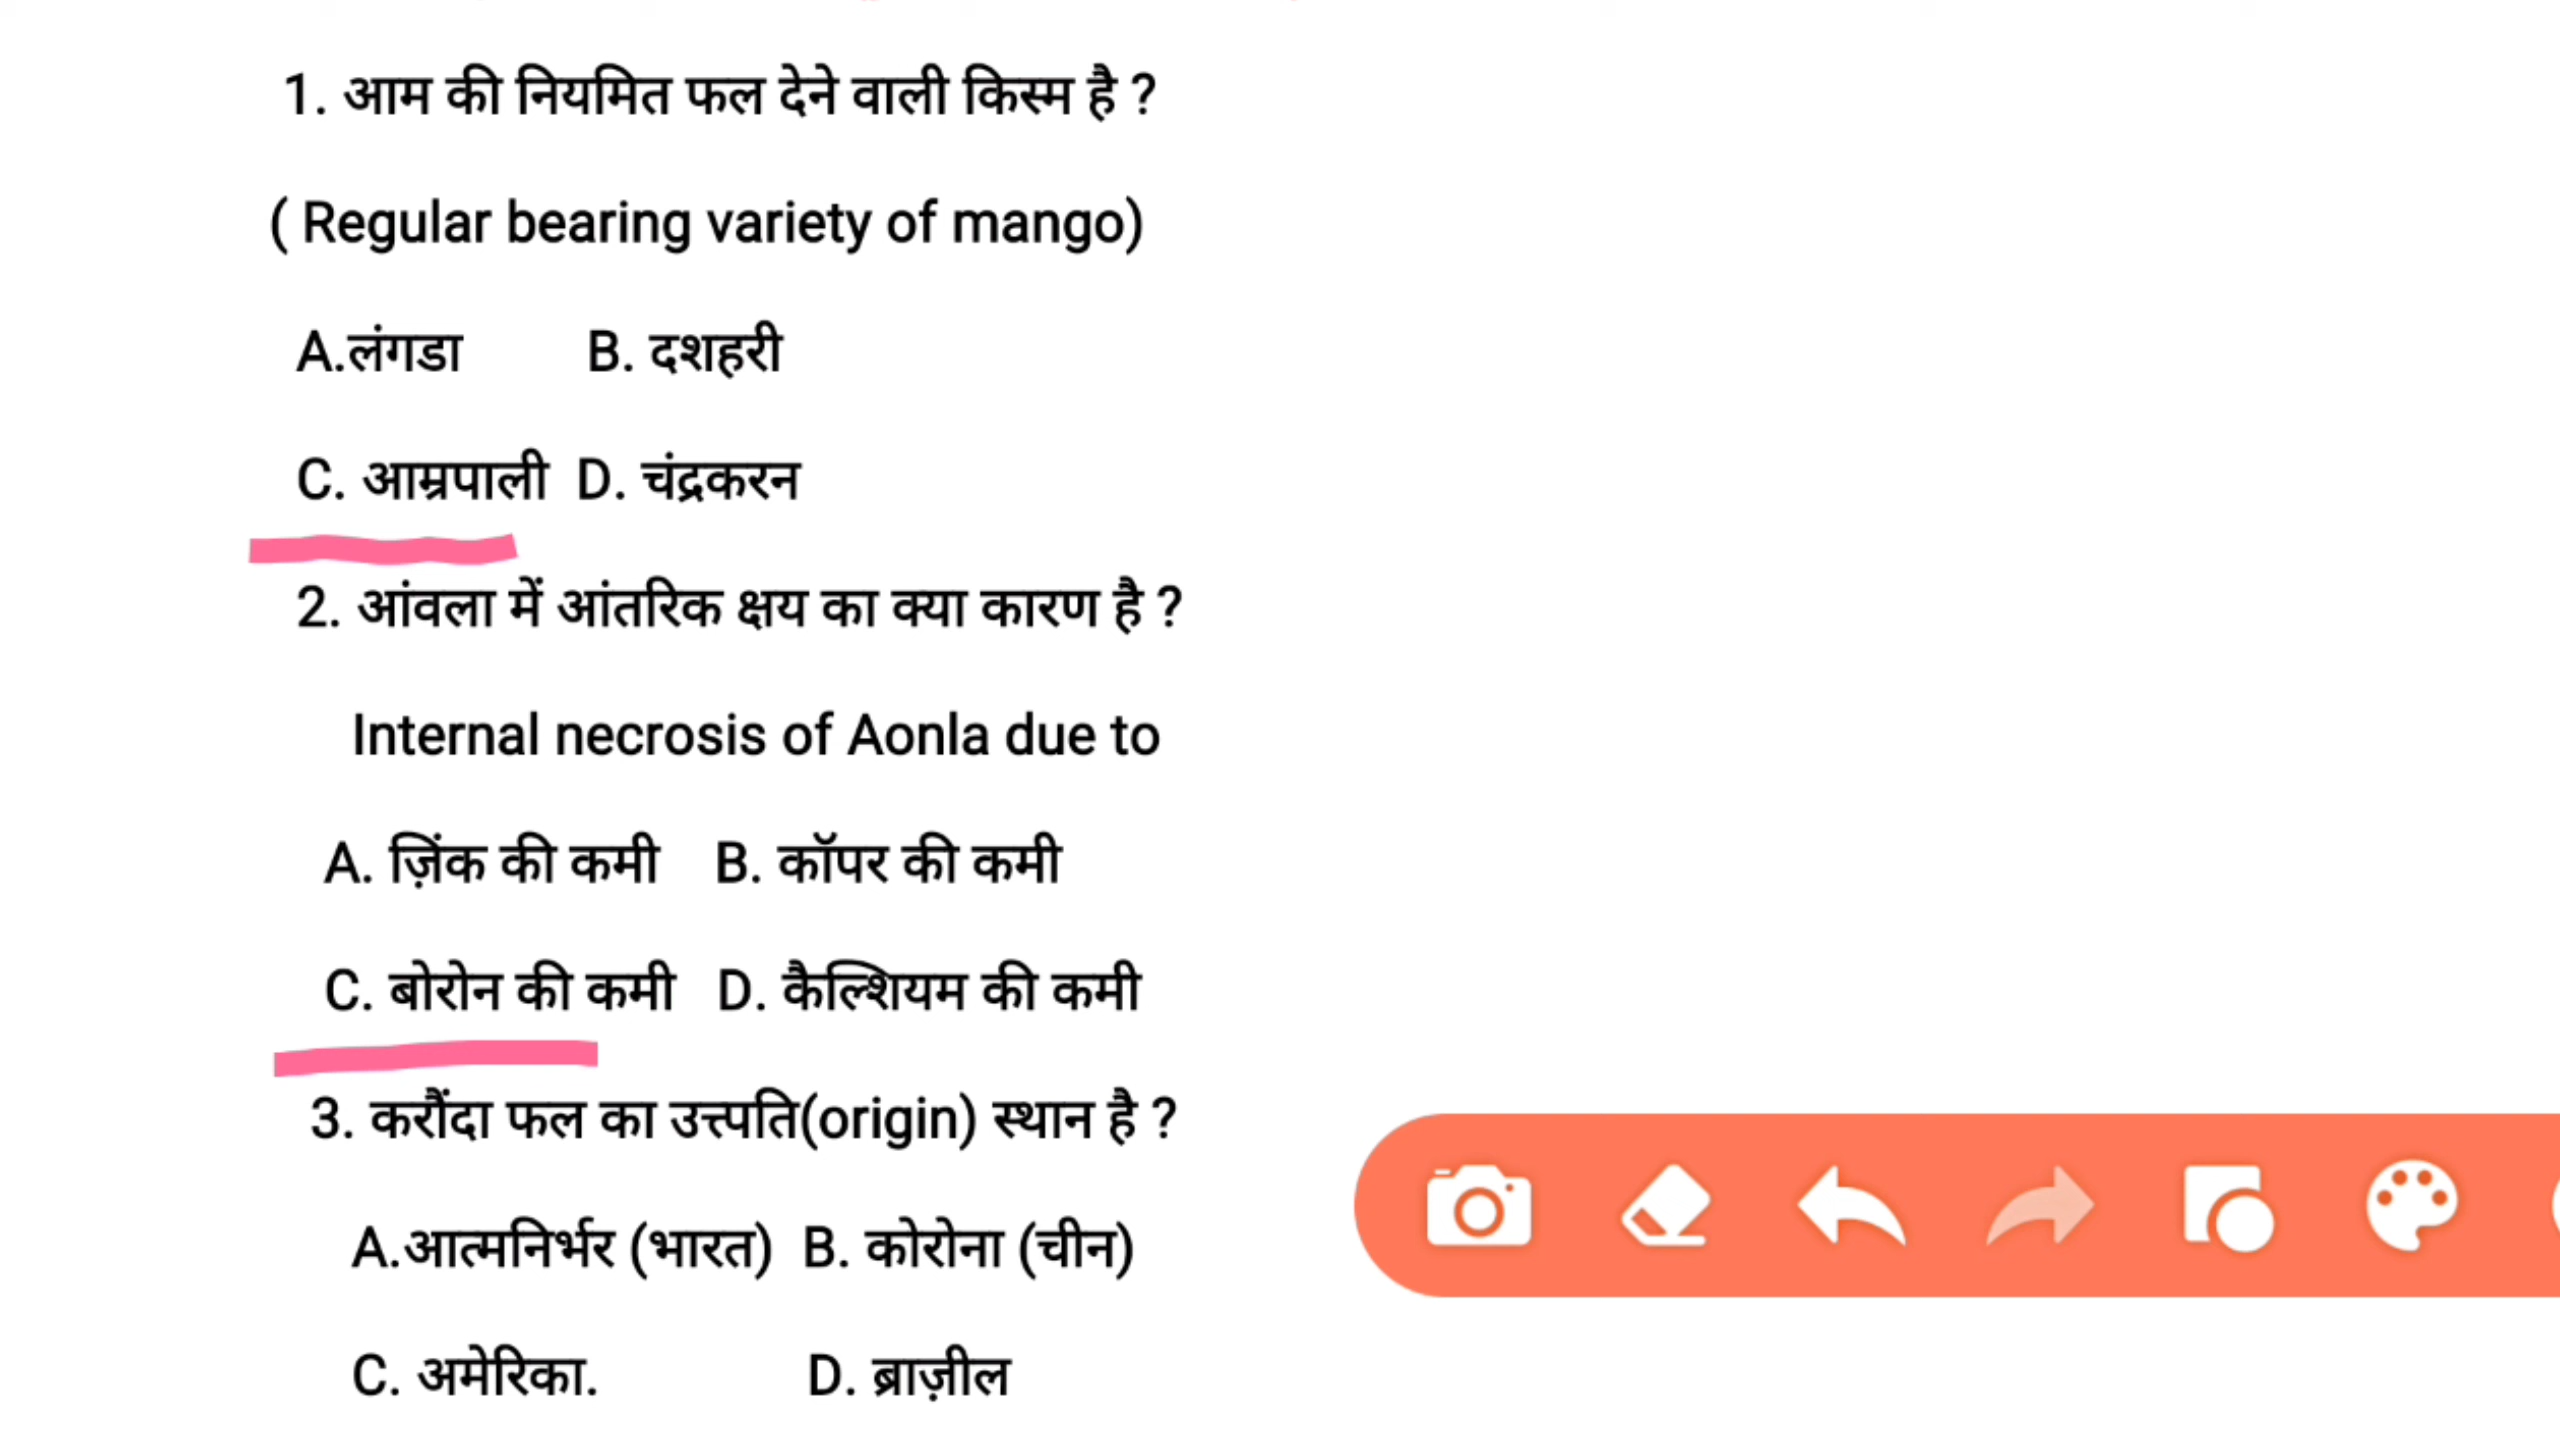 1. आम की नियमित फल देने वाली किस्म है ?
( Regular bearing variety of mango)
A.लंगडा B. दशहरी
C. आम्रपाली D. चंद्रकरन
2. आंवला में आंतरिक क्षय का क्या कारण है ?
Internal necrosis of Aonla due to
A. ज़िंक की कमी B. कॉपर की कमी
C. बोरोन की कमी D. कैल्शियम की कमी
3. करौंदा फल का उत्त्पति(origin) स्थान है ?
A.आत्मनिर्भर (भारत) B. कोरोना (चीन)
C. अमेरिका. D. ब्राज़ील